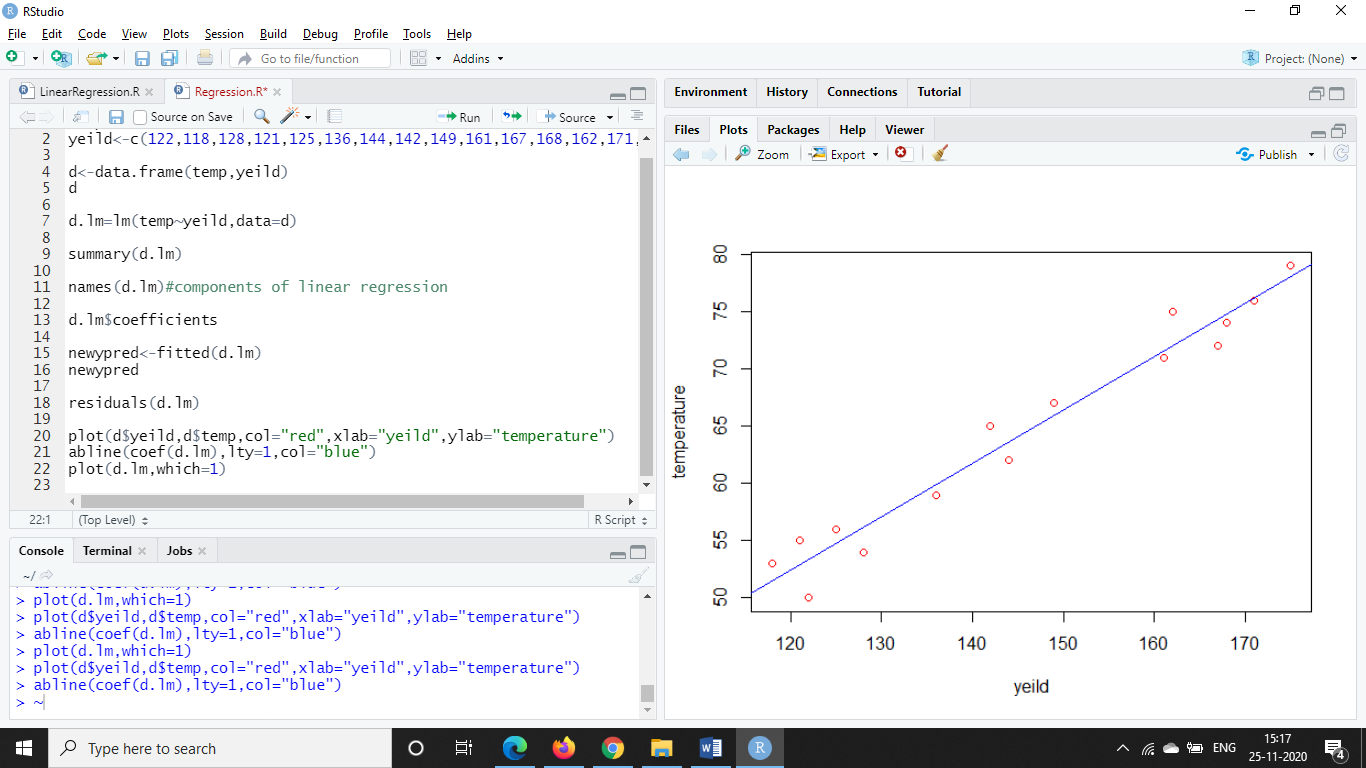 RStudio
File Edit Code View Plots Session Build Debug Profile Tools Help
Go to file/function Addins Project: (None)
LinearRegression.R Regression.R*
Source on Save Run Source
2 yeild<-c(122,118,128,121,125,136,144,142,149,161,167,168,162,171,
3
4 d<-data.frame(temp,yeild)
5 d
6
7 d.lm=lm(temp~yeild,data=d)
8
9 summary(d.lm)
10
11 names(d.lm)#components of linear regression
12
13 d.lm$coefficients
14
15 newypred<-fitted(d.lm)
16 newypred
17
18 residuals(d.lm)
19
20 plot(d$yeild,d$temp,col="red",xlab="yeild",ylab="temperature")
21 abline(coef(d.lm),lty=1,col="blue")
22 plot(d.lm,which=1)
23
22:1 (Top Level) R Script
Console Terminal Jobs
~/
> plot(d.lm,which=1)
> plot(d$yeild,d$temp,col="red",xlab="yeild",ylab="temperature")
> abline(coef(d.lm),lty=1,col="blue")
> plot(d.lm,which=1)
> plot(d$yeild,d$temp,col="red",xlab="yeild",ylab="temperature")
> abline(coef(d.lm),lty=1,col="blue")
> ~
Environment History Connections Tutorial
Files Plots Packages Help Viewer
Zoom Export Publish
80
75
70
65
60
55
50
temperature
120 130 140 150 160 170
yeild
Type here to search
ENG
15:17
25-11-2020
4